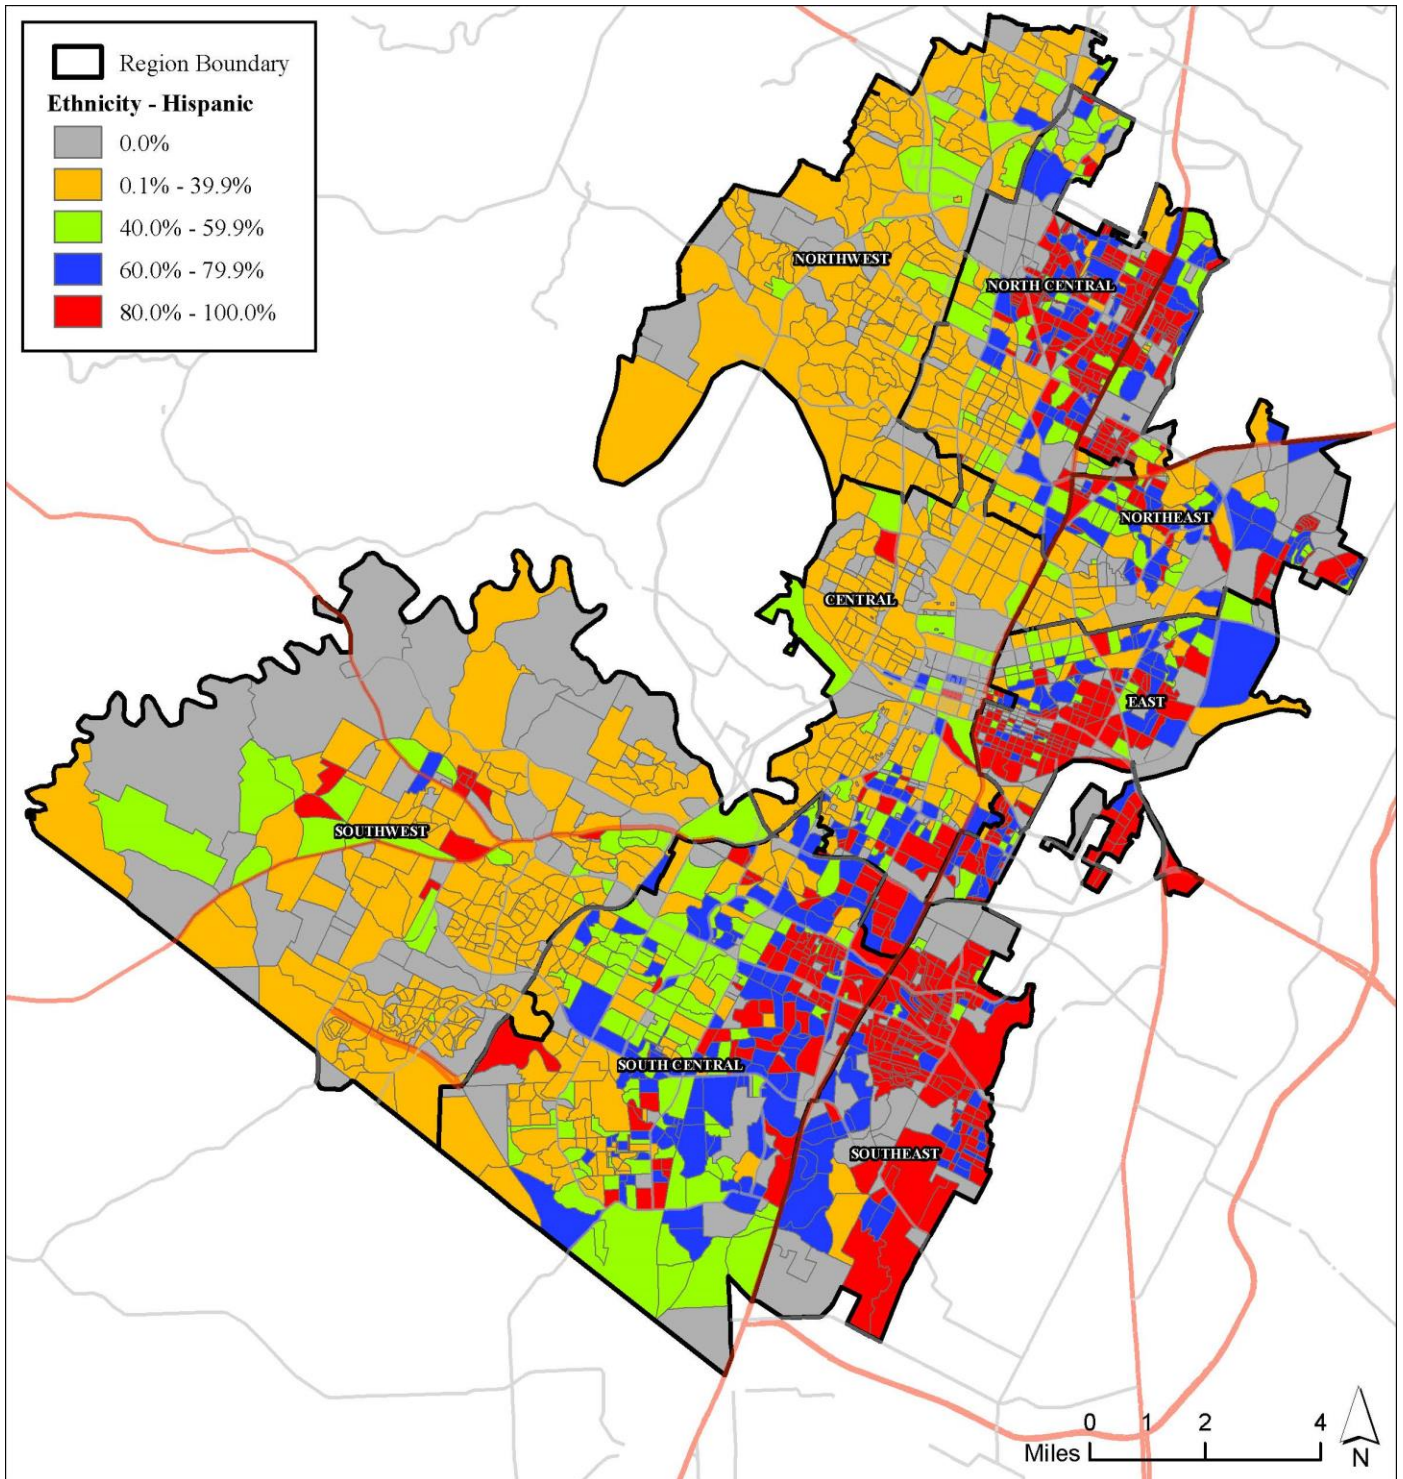 Region Boundary
Ethnicity - Hispanic
0.0%
0.1% - 39.9%
40.0% - 59.9%
60.0% - 79.9%
80.0% - 100.0%
NORTHWEST
NORTH CENTRAL
NORTHEAST
CENTRAL
EAST
SOUTHWEST
SOUTH CENTRAL
SOUTHEAST
0 1 2 4
Miles
N